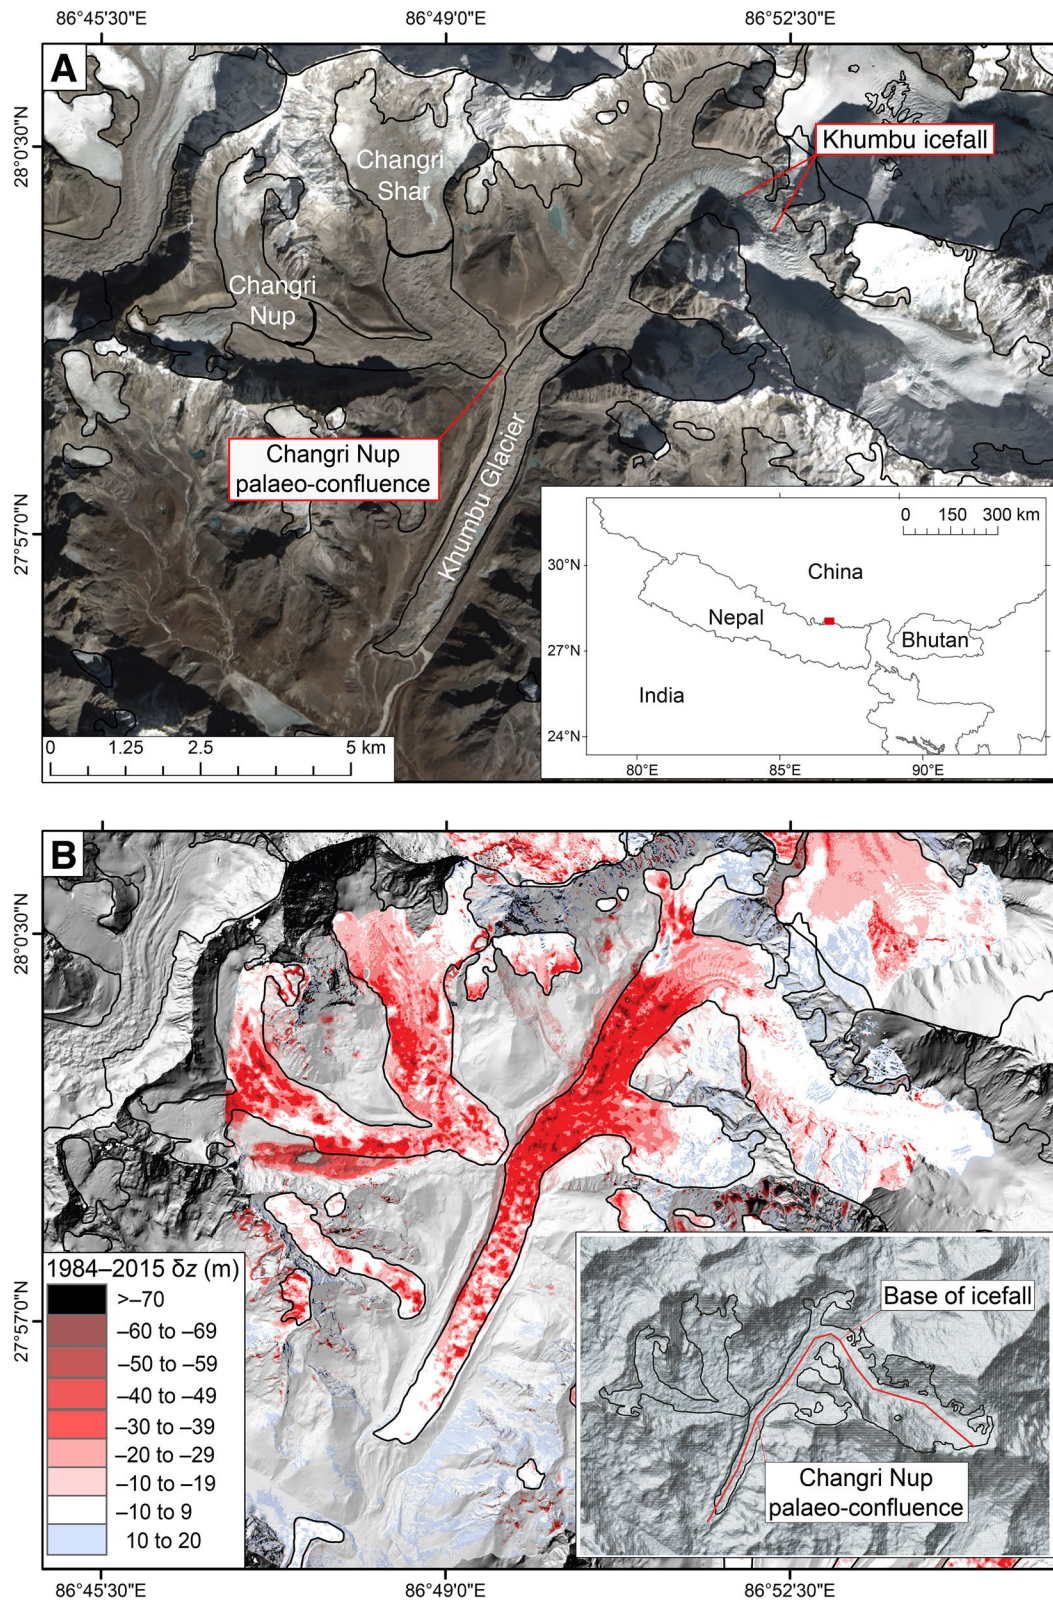 86°45'30"E
86°49'0"E
86°52'30"E
A
28°0'30"N
27°57'0"N
Khumbu icefall
Changri
Shar
Changri
Nup
Changri Nup
palaeo-confluence
Khumbu Glacier
0 1.25 2.5 5 km
0 150 300 km
30°N
27°N
24°N
China
Nepal
Bhutan
India
80°E
85°E
90°E
B
28°0'30"N
27°57'0"N
1984–2015 δz (m)
>–70
–60 to –69
–50 to –59
–40 to –49
–30 to –39
–20 to –29
–10 to –19
–10 to 9
10 to 20
Base of icefall
Changri Nup
palaeo-confluence
86°45'30"E
86°49'0"E
86°52'30"E